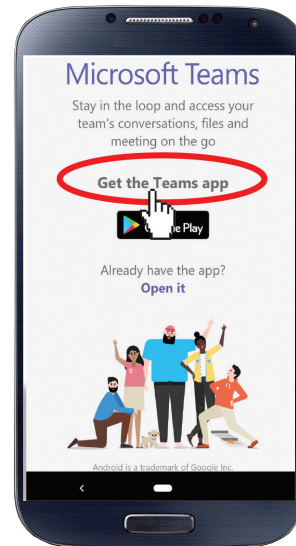 Microsoft Teams
Stay in the loop and access your
team's conversations, files and
meeting on the go
Get the Teams app
Play
Already have the app?
Open it
Android is a trademark of Google Inc.